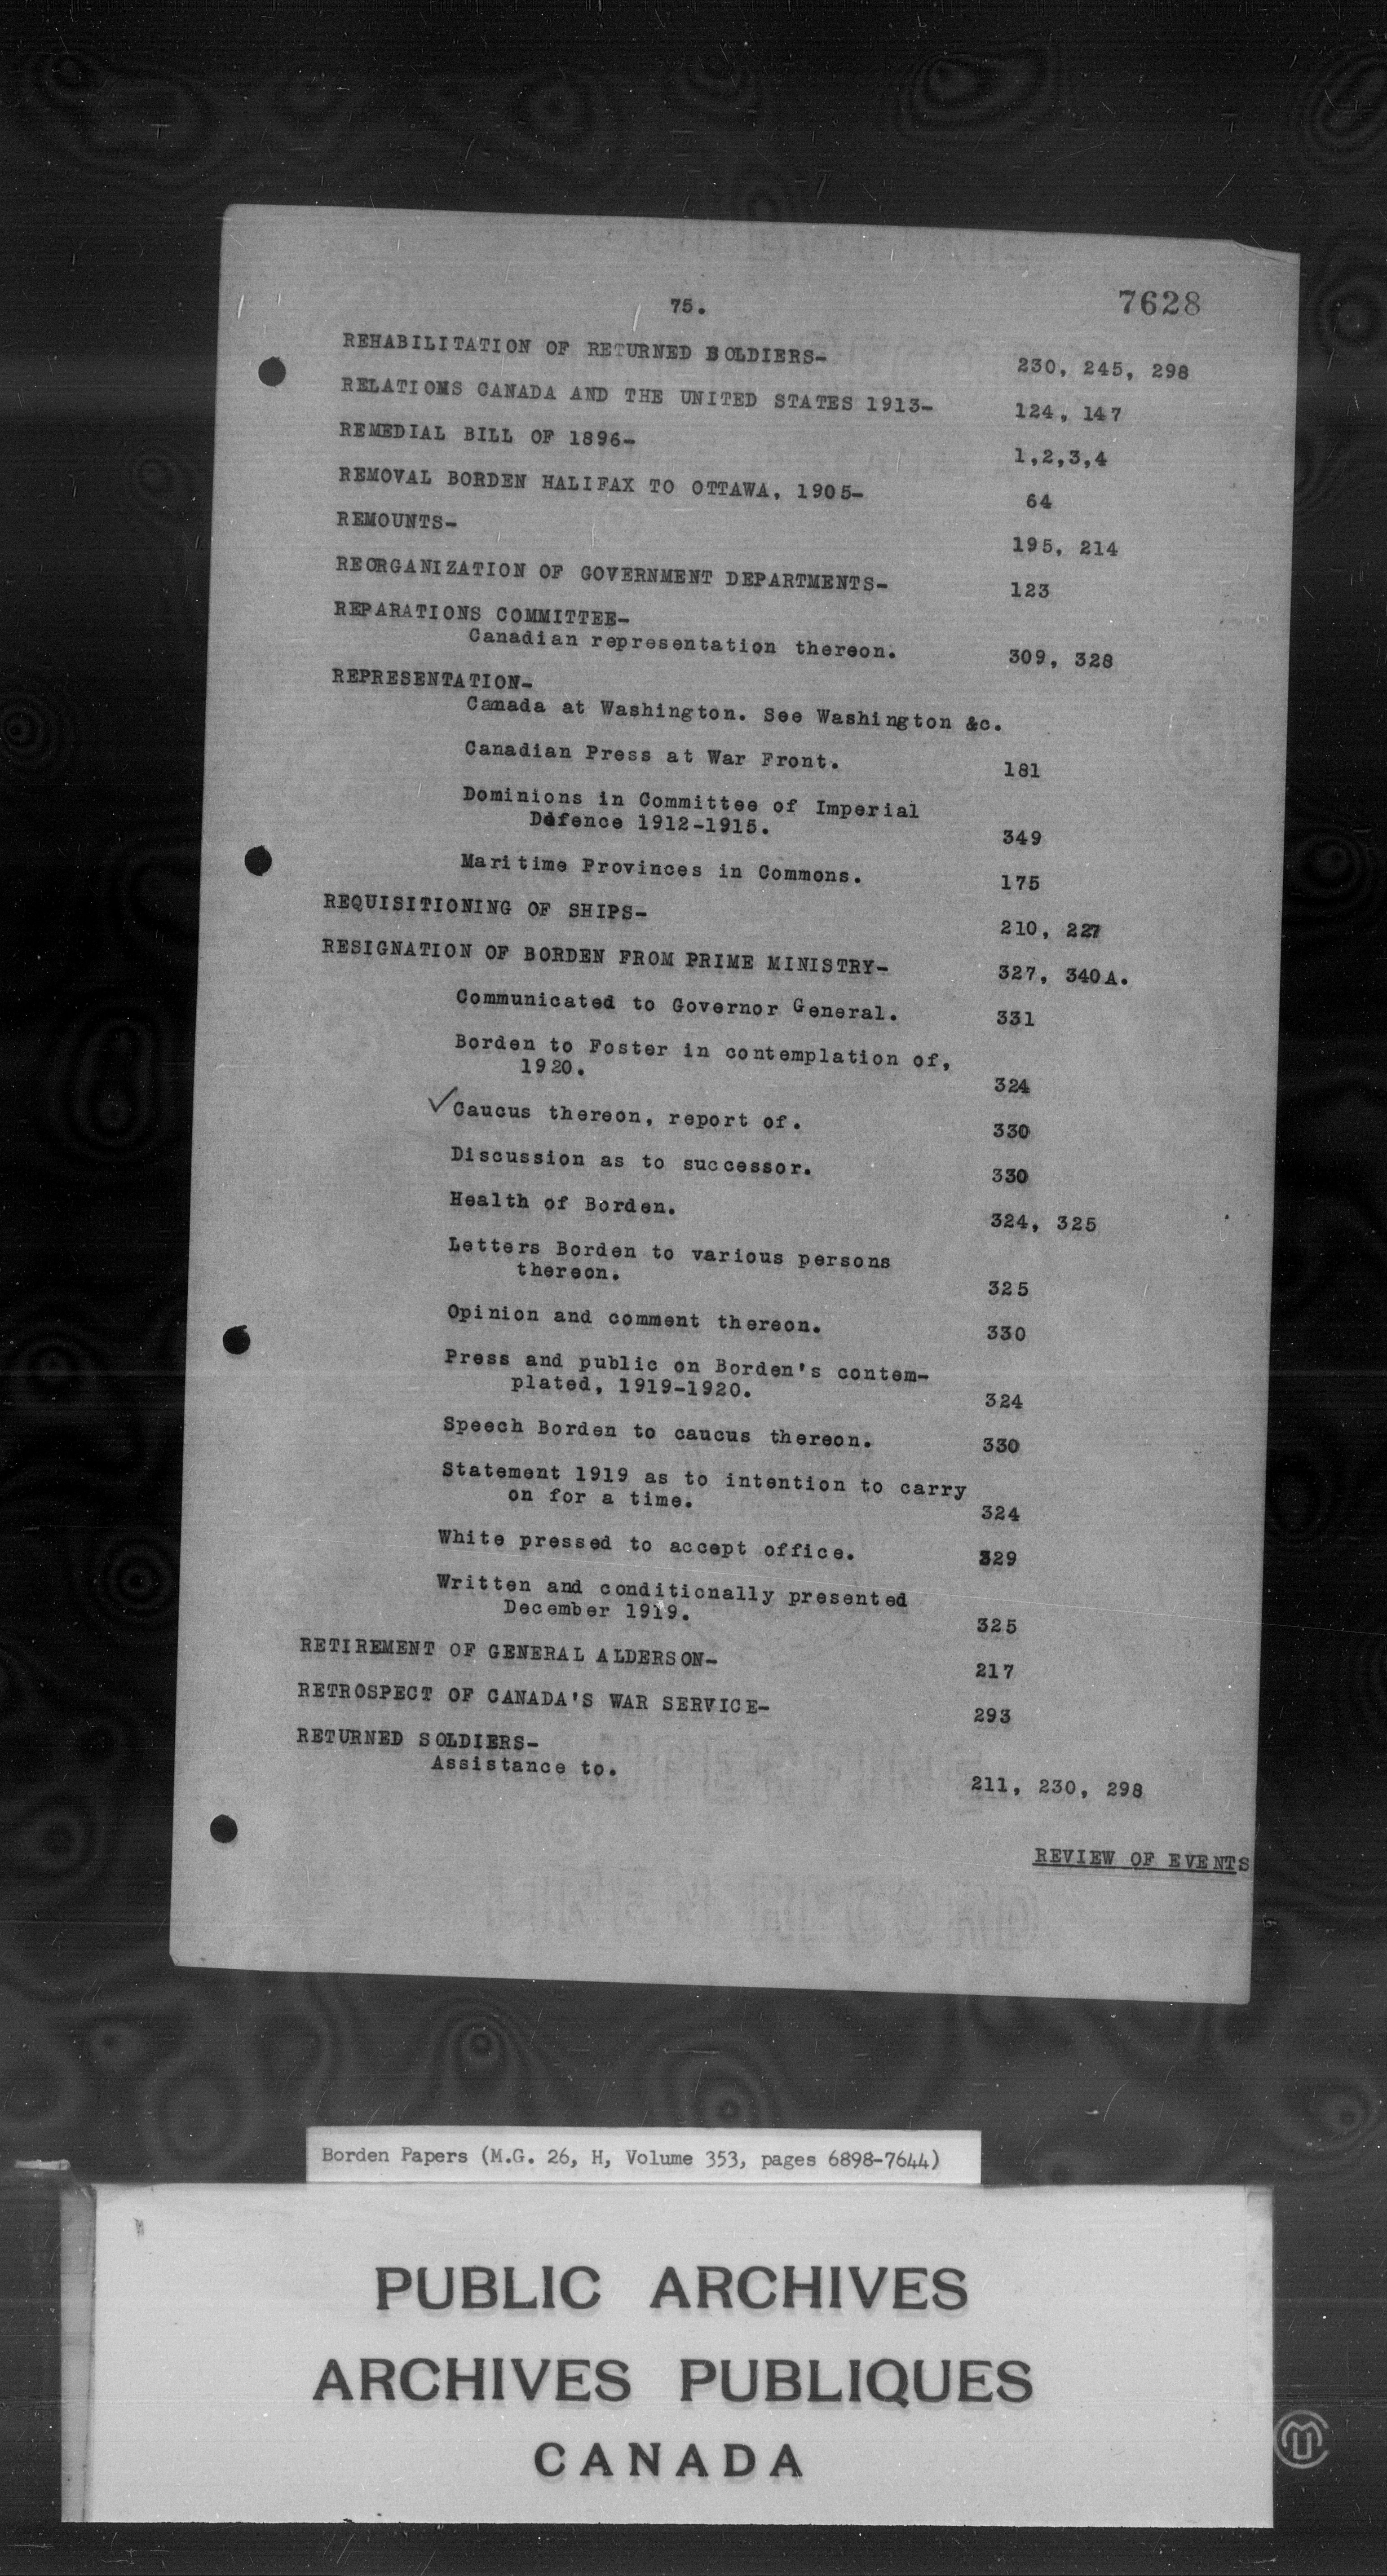 75.
7628
REHABILITATION OF RETURNED SOLDIERS- 230, 245, 298
RELATIONS CANADA AND THE UNITED STATES 1913- 124, 147
REMEDIAL BILL OF 1896- 1,2,3,4
REMOVAL BORDEN HALIFAX TO OTTAWA, 1905- 64
REMOUNTS- 195, 214
REORGANIZATION OF GOVERNMENT DEPARTMENTS- 123
REPARATIONS COMMITTEE-
Canadian representation thereon. 309, 328
REPRESENTATION-
Canada at Washington. See Washington &c.
Canadian Press at War Front. 181
Dominions in Committee of Imperial
Defence 1912-1915. 349
Maritime Provinces in Commons. 175
REQUISITIONING OF SHIPS- 210, 227
RESIGNATION OF BORDEN FROM PRIME MINISTRY- 327, 340A.
Communicated to Governor General. 331
Borden to Foster in contemplation of,
1920. 324
✓Caucus thereon, report of. 330
Discussion as to successor. 330
Health of Borden. 324, 325
Letters Borden to various persons
thereon. 325
Opinion and comment thereon. 330
Press and public on Borden's contem-
plated, 1919-1920. 324
Speech Borden to caucus thereon. 330
Statement 1919 as to intention to carry
on for a time. 324
White pressed to accept office. 329
Written and conditionally presented
December 1919. 325
RETIREMENT OF GENERAL ALDERSON- 217
RETROSPECT OF CANADA'S WAR SERVICE- 293
RETURNED SOLDIERS-
Assistance to. 211, 230, 298
REVIEW OF EVENTS
Borden Papers (M.G. 26, H, Volume 353, pages 6898-7644)
PUBLIC ARCHIVES
ARCHIVES PUBLIQUES
CANADA